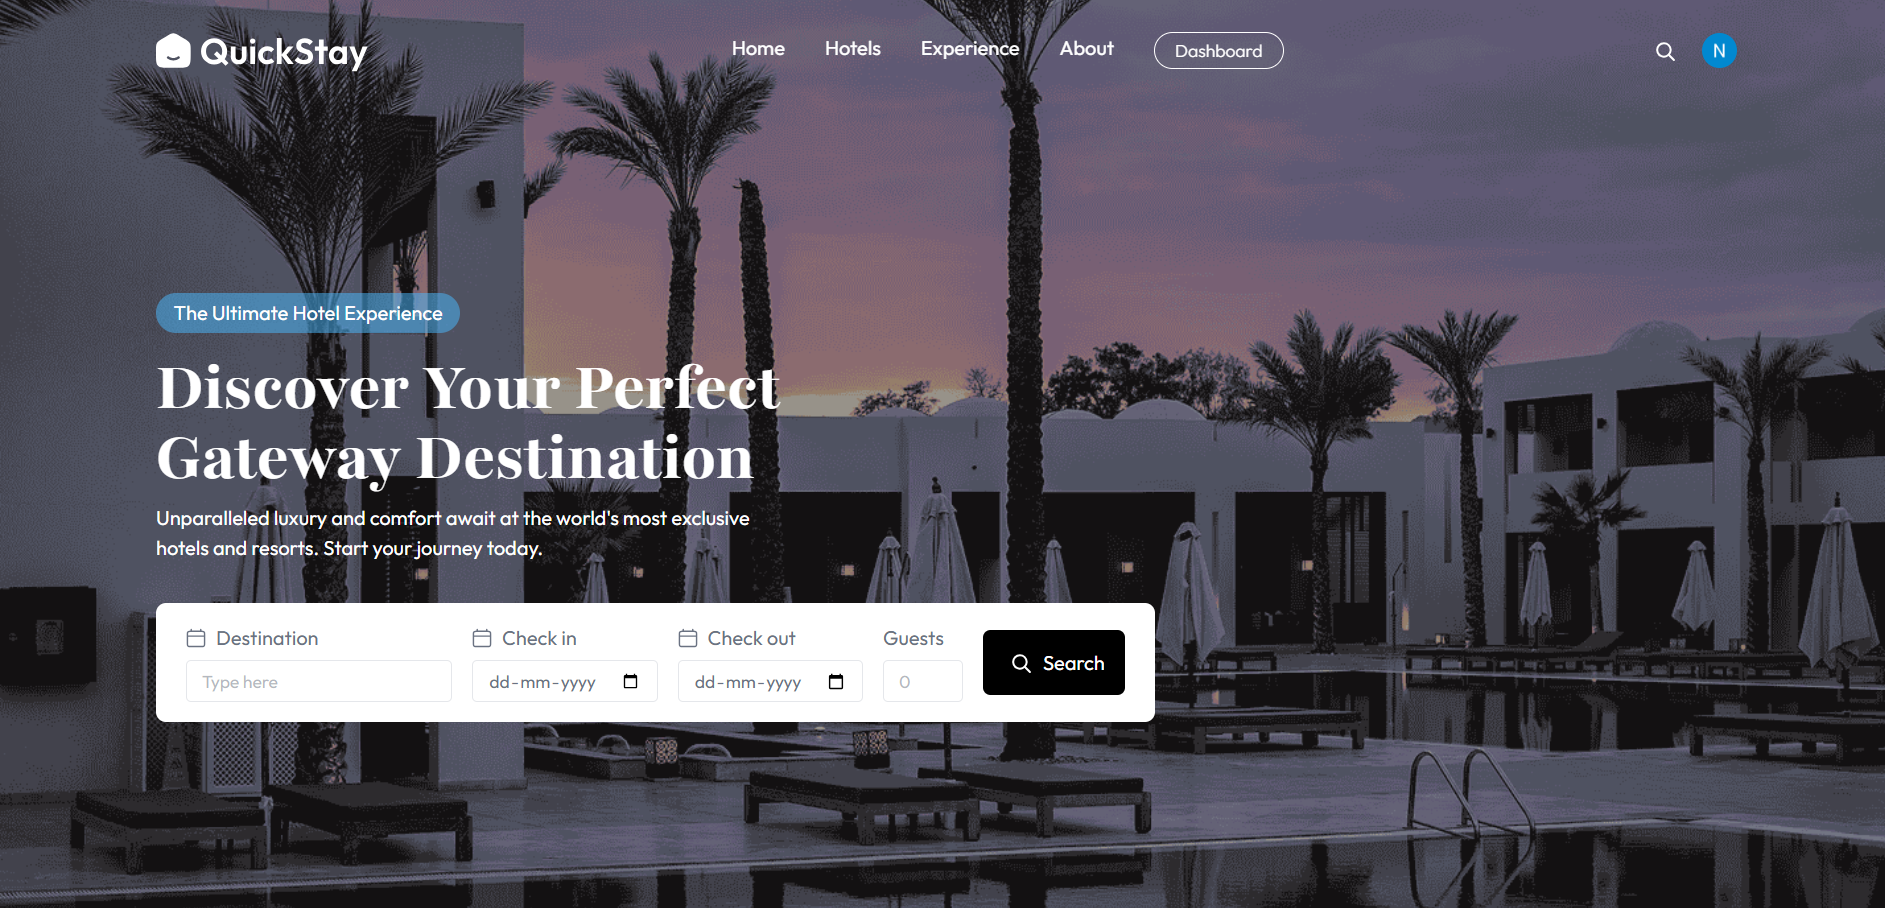 QuickStay
Home
Hotels
Experience
About
Dashboard
N
The Ultimate Hotel Experience
Discover Your Perfect
Gateway Destination
Unparalleled luxury and comfort await at the world's most exclusive
hotels and resorts. Start your journey today.
Destination
Check in
Check out
Guests
Type here
dd-mm-yyyy
dd-mm-yyyy
0
Search